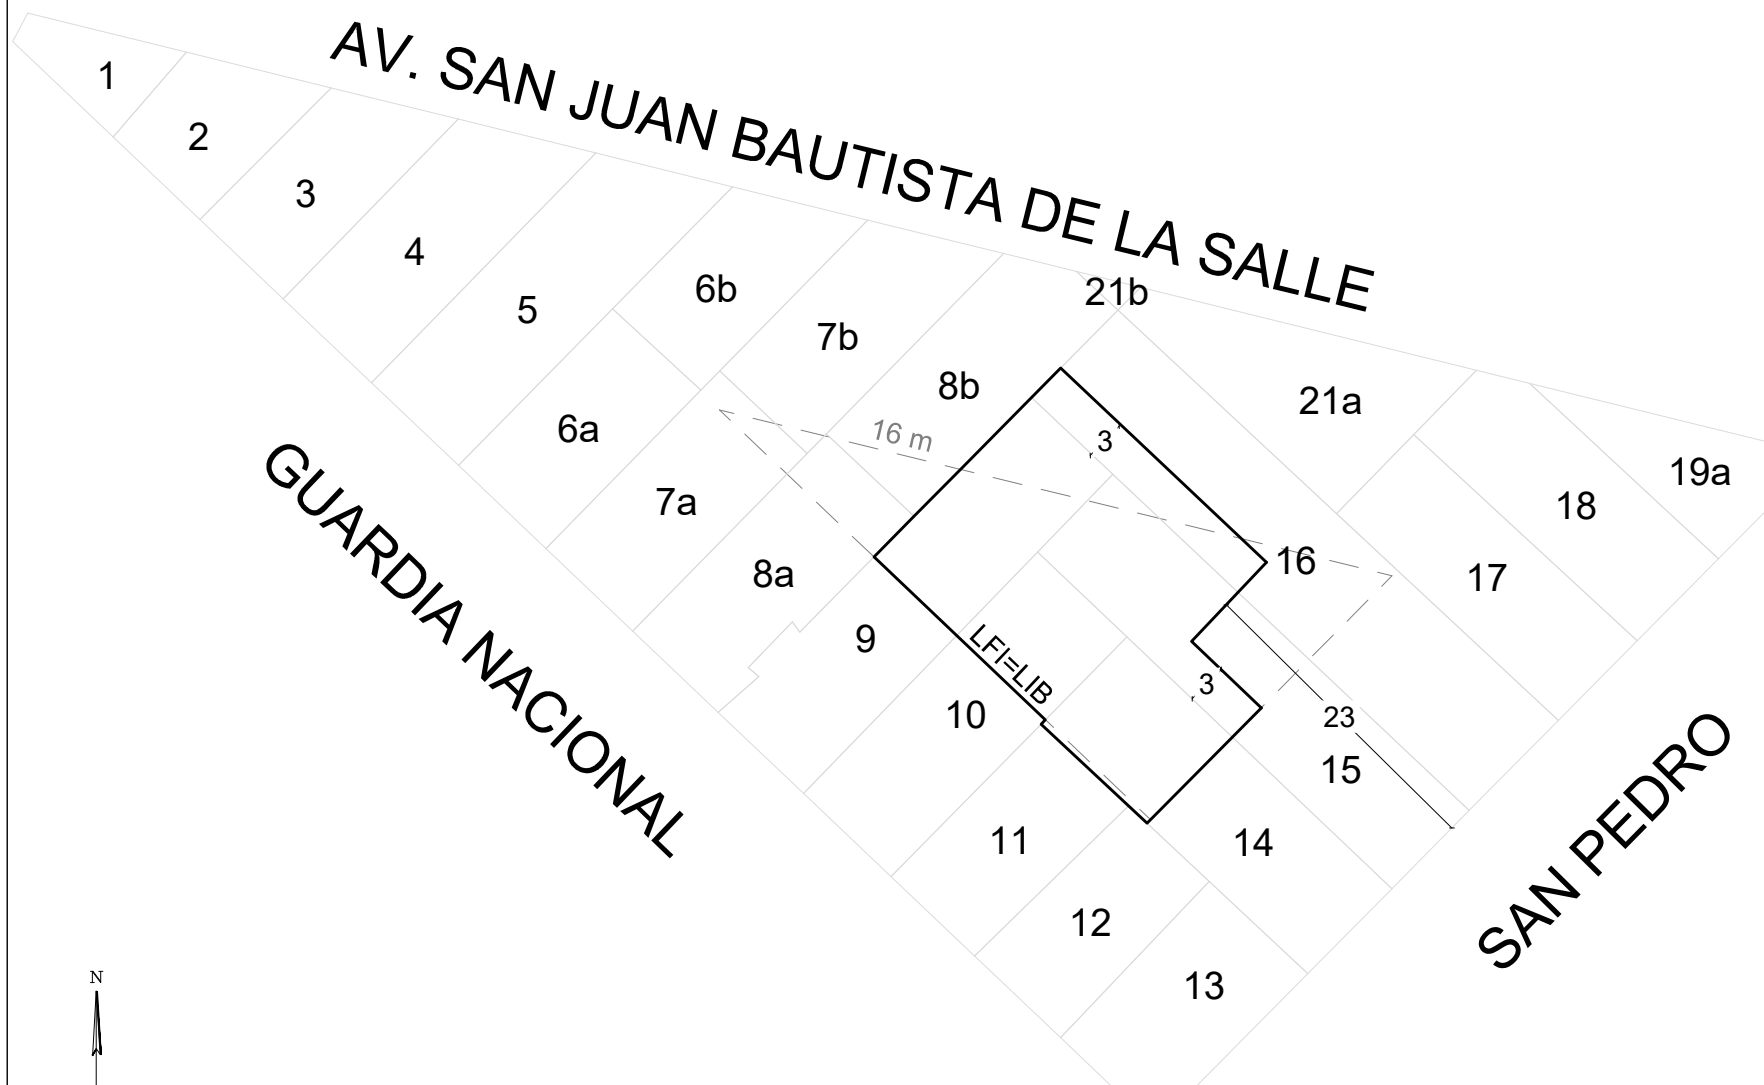 AV. SAN JUAN BAUTISTA DE LA SALLE
1
2
3
4
5
6b
7b
8b
21b
21a
19a
18
17
16
16 m
3
6a
7a
8a
9
LFI=LIB
10
3
23
15
14
11
12
13
GUARDIA NACIONAL
SAN PEDRO
N